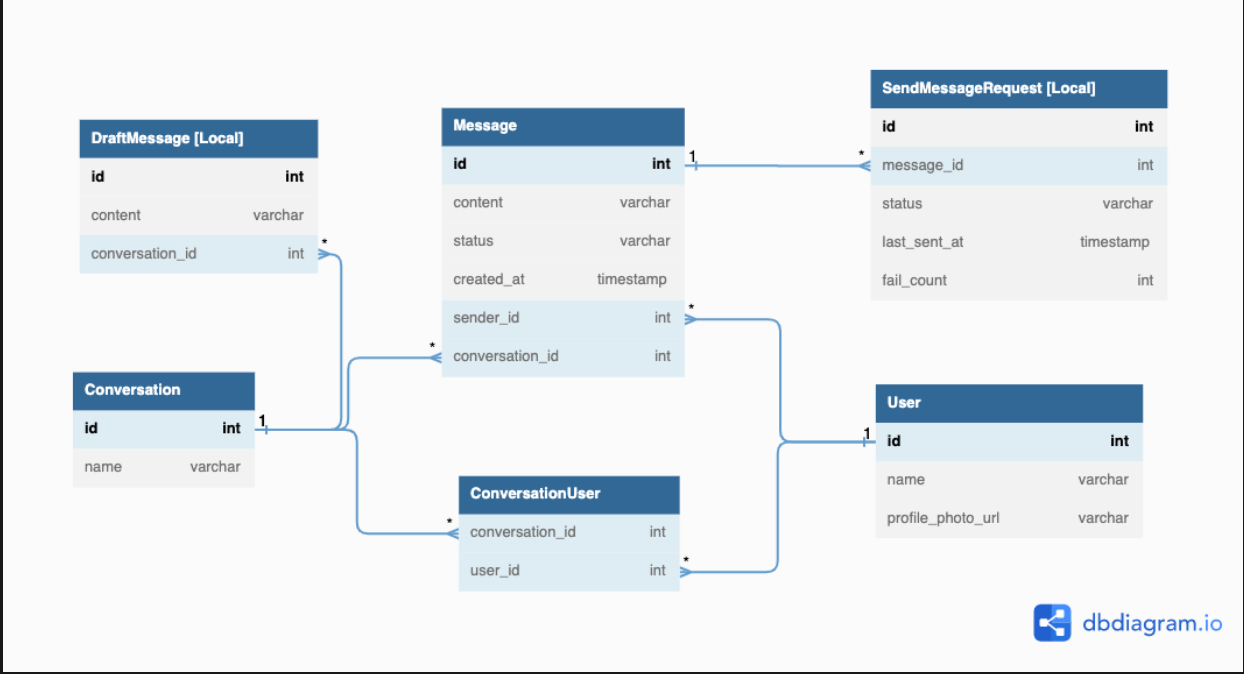 DraftMessage [Local]
id int
content varchar
conversation_id int
*
Conversation
id int
1
name varchar
Message
id int
1
content varchar
status varchar
created_at timestamp
sender_id int
*
*
conversation_id int
ConversationUser
*
conversation_id int
user_id int
*
SendMessageRequest [Local]
id int
*
message_id int
status varchar
last_sent_at timestamp
fail_count int
User
1
id int
name varchar
profile_photo_url varchar
dbdiagram.io